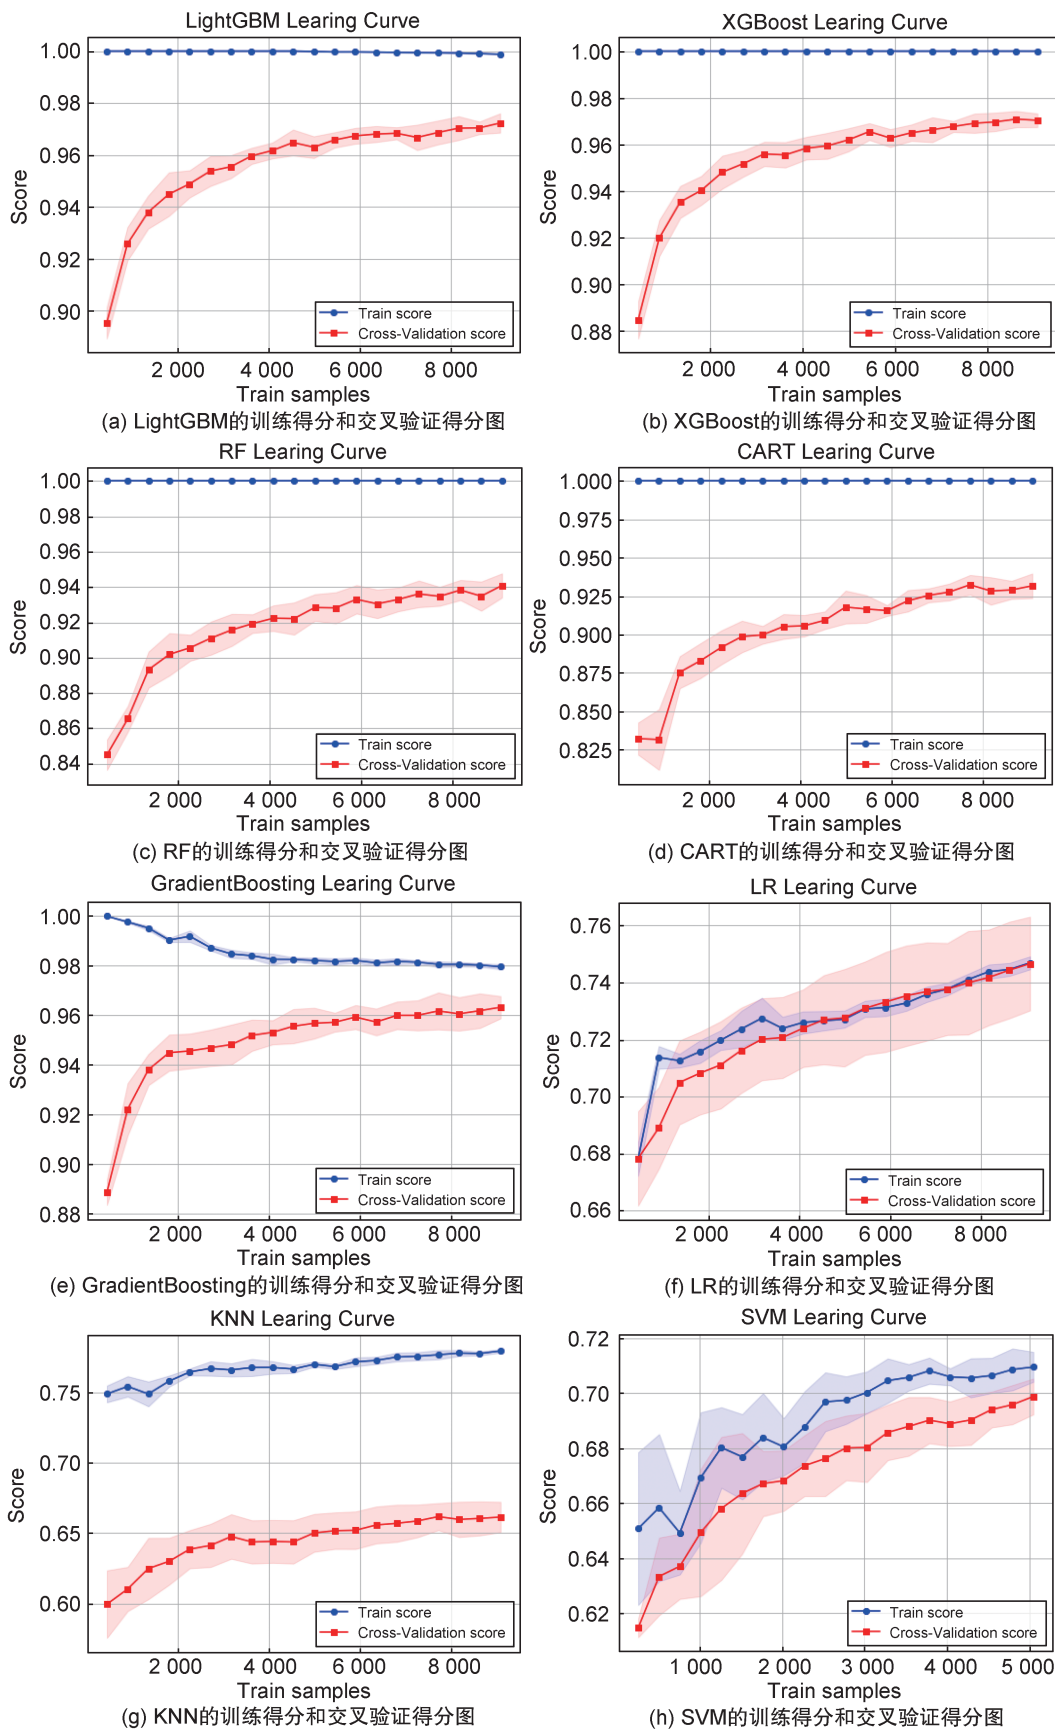 LightGBM Learing Curve
1.00
0.98
0.96
0.94
0.92
0.90
Score
Train score
Cross-Validation score
2 000 4 000 6 000 8 000
Train samples
(a) LightGBM的训练得分和交叉验证得分图
XGBoost Learing Curve
1.00
0.98
0.96
0.94
0.92
0.90
0.88
Score
Train score
Cross-Validation score
2 000 4 000 6 000 8 000
Train samples
(b) XGBoost的训练得分和交叉验证得分图
RF Learing Curve
1.00
0.98
0.96
0.94
0.92
0.90
0.88
0.86
0.84
Score
Train score
Cross-Validation score
2 000 4 000 6 000 8 000
Train samples
(c) RF的训练得分和交叉验证得分图
CART Learing Curve
1.000
0.975
0.950
0.925
0.900
0.875
0.850
0.825
Score
Train score
Cross-Validation score
2 000 4 000 6 000 8 000
Train samples
(d) CART的训练得分和交叉验证得分图
GradientBoosting Learing Curve
1.00
0.98
0.96
0.94
0.92
0.90
0.88
Score
Train score
Cross-Validation score
2 000 4 000 6 000 8 000
Train samples
(e) GradientBoosting的训练得分和交叉验证得分图
LR Learing Curve
0.76
0.74
0.72
0.70
0.68
0.66
Score
Train score
Cross-Validation score
2 000 4 000 6 000 8 000
Train samples
(f) LR的训练得分和交叉验证得分图
KNN Learing Curve
0.75
0.70
0.65
0.60
Score
Train score
Cross-Validation score
2 000 4 000 6 000 8 000
Train samples
(g) KNN的训练得分和交叉验证得分图
SVM Learing Curve
0.72
0.70
0.68
0.66
0.64
0.62
Score
Train score
Cross-Validation score
1 000 2 000 3 000 4 000 5 000
Train samples
(h) SVM的训练得分和交叉验证得分图